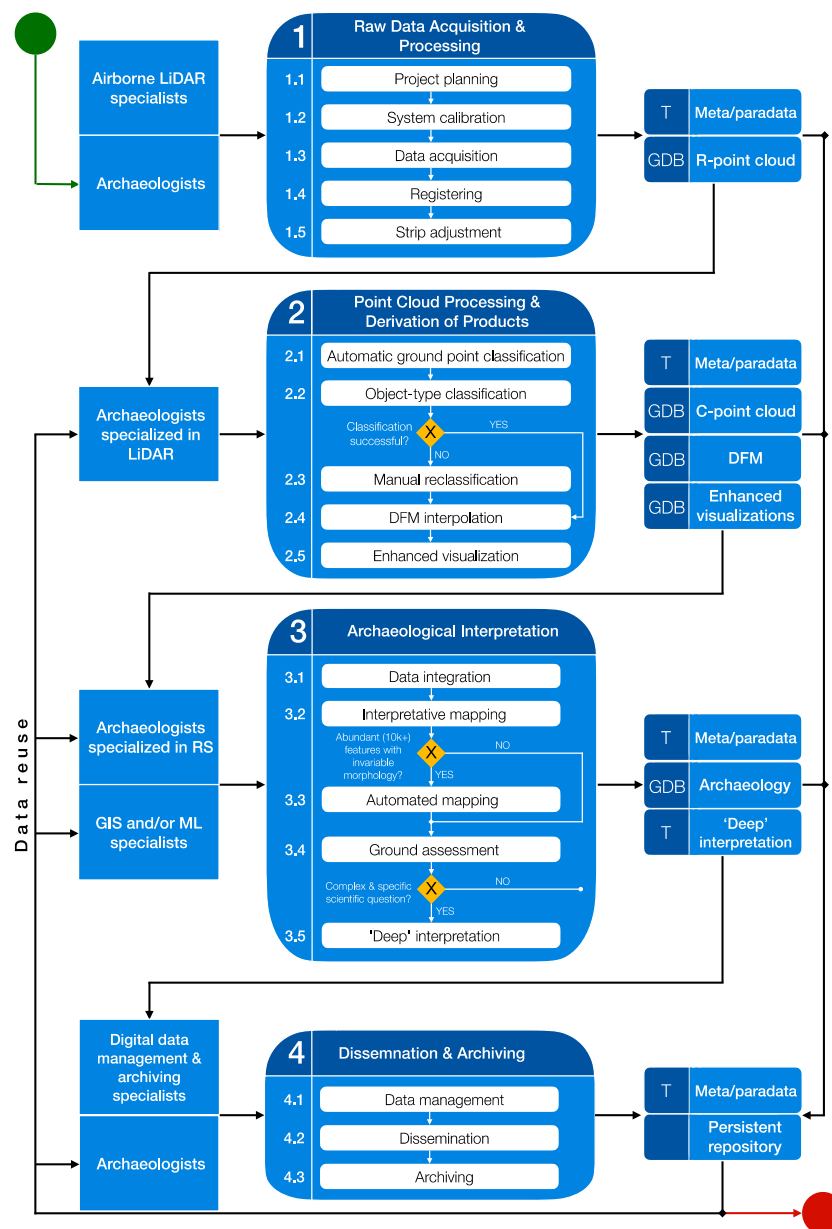 Airborne LiDAR
specialists
Archaeologists
1
Raw Data Acquisition &
Processing
1.1
Project planning
1.2
System calibration
1.3
Data acquisition
1.4
Registering
1.5
Strip adjustment
T
Meta/paradata
GDB
R-point cloud
Archaeologists
specialized in
LiDAR
2
Point Cloud Processing &
Derivation of Products
2.1
Automatic ground point classification
2.2
Object-type classification
Classification
successful?
X
YES
NO
2.3
Manual reclassification
2.4
DFM interpolation
2.5
Enhanced visualization
T
Meta/paradata
GDB
C-point cloud
GDB
DFM
GDB
Enhanced
visualizations
Data reuse
Archaeologists
specialized in RS
GIS and/or ML
specialists
3
Archaeological Interpretation
3.1
Data integration
3.2
Interpretative mapping
Abundant (10k+)
features with
invariable
morphology?
X
NO
YES
3.3
Automated mapping
3.4
Ground assessment
Complex & specific
scientific question?
X
NO
YES
3.5
'Deep' interpretation
T
Meta/paradata
GDB
Archaeology
T
‘Deep’
interpretation
Digital data
management &
archiving
specialists
Archaeologists
4
Dissemnation & Archiving
4.1
Data management
4.2
Dissemination
4.3
Archiving
T
Meta/paradata
Persistent
repository